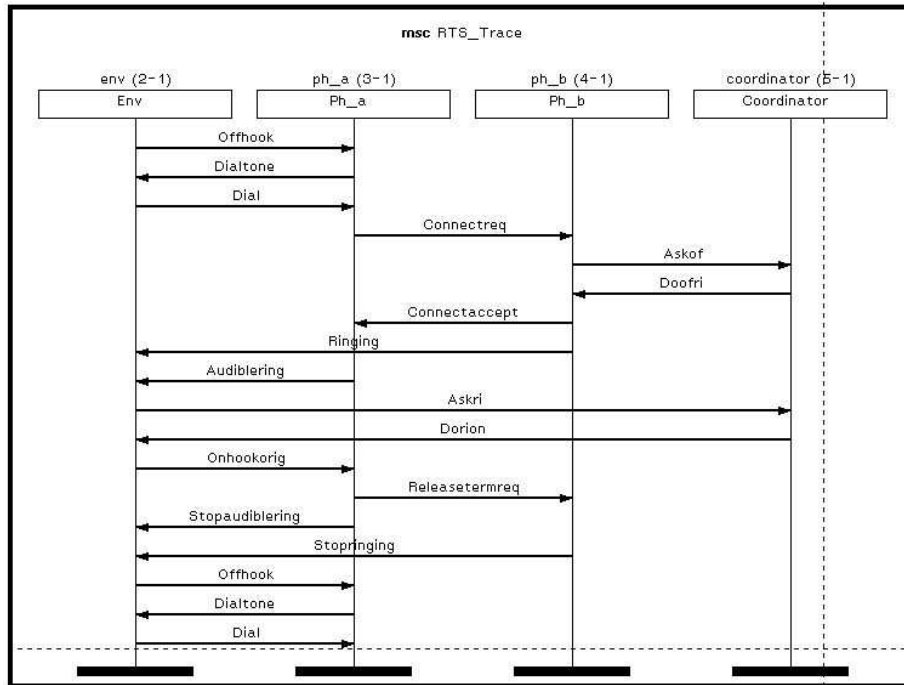 msc RTS_Trace
env (2-1) ph_a (3-1) ph_b (4-1) coordinator (5-1)
Env Ph_a Ph_b Coordinator
Offhook
Dialtone
Dial
Connectreq
Askof
Doofri
Connectaccept
Ringing
Audiblering
Askri
Dorion
Onhookorig
Releasetermreq
Stopaudiblering
Stopringing
Offhook
Dialtone
Dial